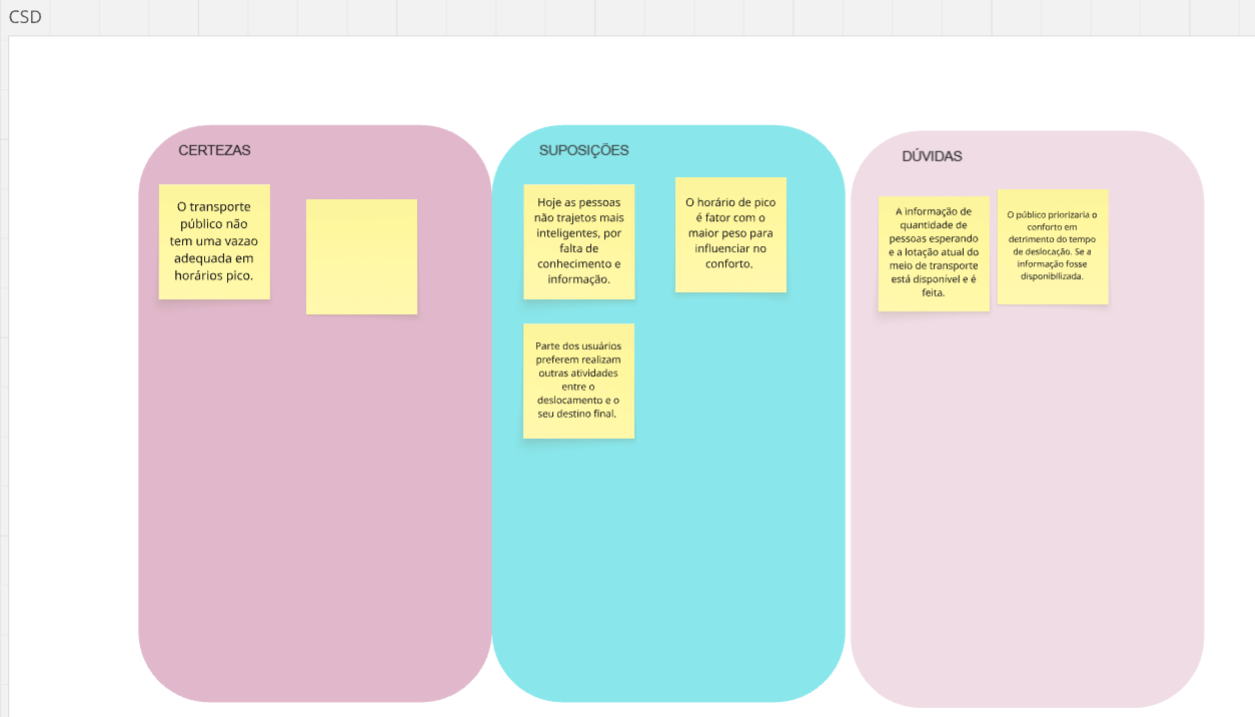 CSD
CERTEZAS
O transporte
público não
tem uma vazao
adequada em
horários pico.
SUPOSIÇÕES
Hoje as pessoas
não trajetos mais
inteligentes, por
falta de
conhecimento e
informação.
O horário de pico
é fator com o
maior peso para
influenciar no
conforto.
Parte dos usuários
preferem realizam
outras atividades
entre o
deslocamento e o
seu destino final.
DÚVIDAS
A informação de
quantidade de
pessoas esperando
e a lotação atual do
meio de transporte
está disponível e é
feita.
O público priorizaria o
conforto em
detrimento do tempo
de deslocação. Se a
informação fosse
disponibilizada.